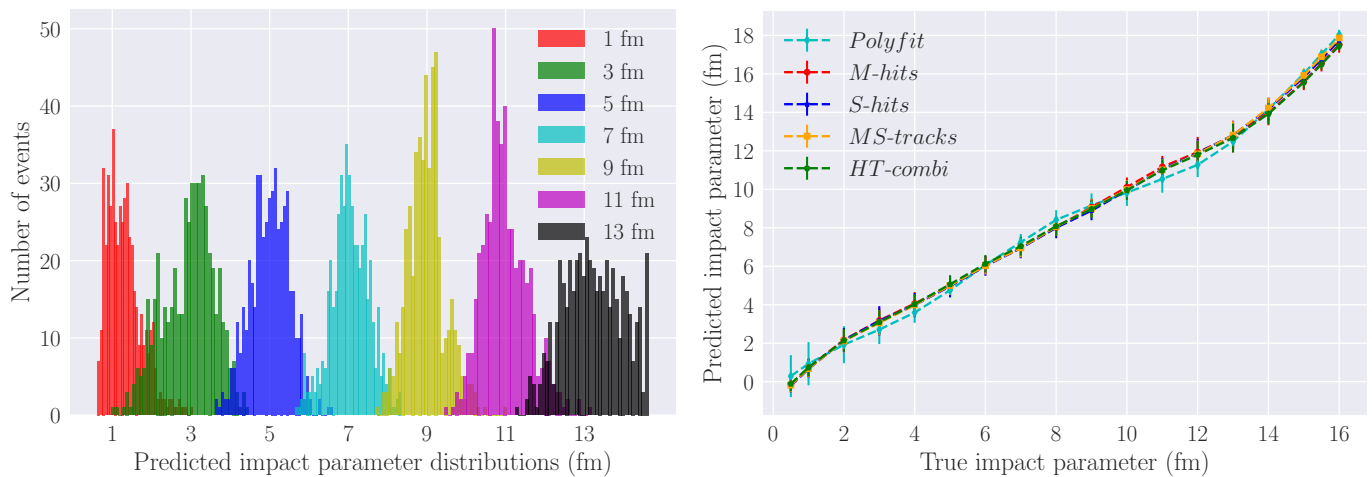 50
40
30
20
10
0
Number of events
1 fm
3 fm
5 fm
7 fm
9 fm
11 fm
13 fm
1 3 5 7 9 11 13
Predicted impact parameter distributions (fm)
18
16
14
12
10
8
6
4
2
0
Predicted impact parameter (fm)
Polyfit
M-hits
S-hits
MS-tracks
HT-combi
0 2 4 6 8 10 12 14 16
True impact parameter (fm)